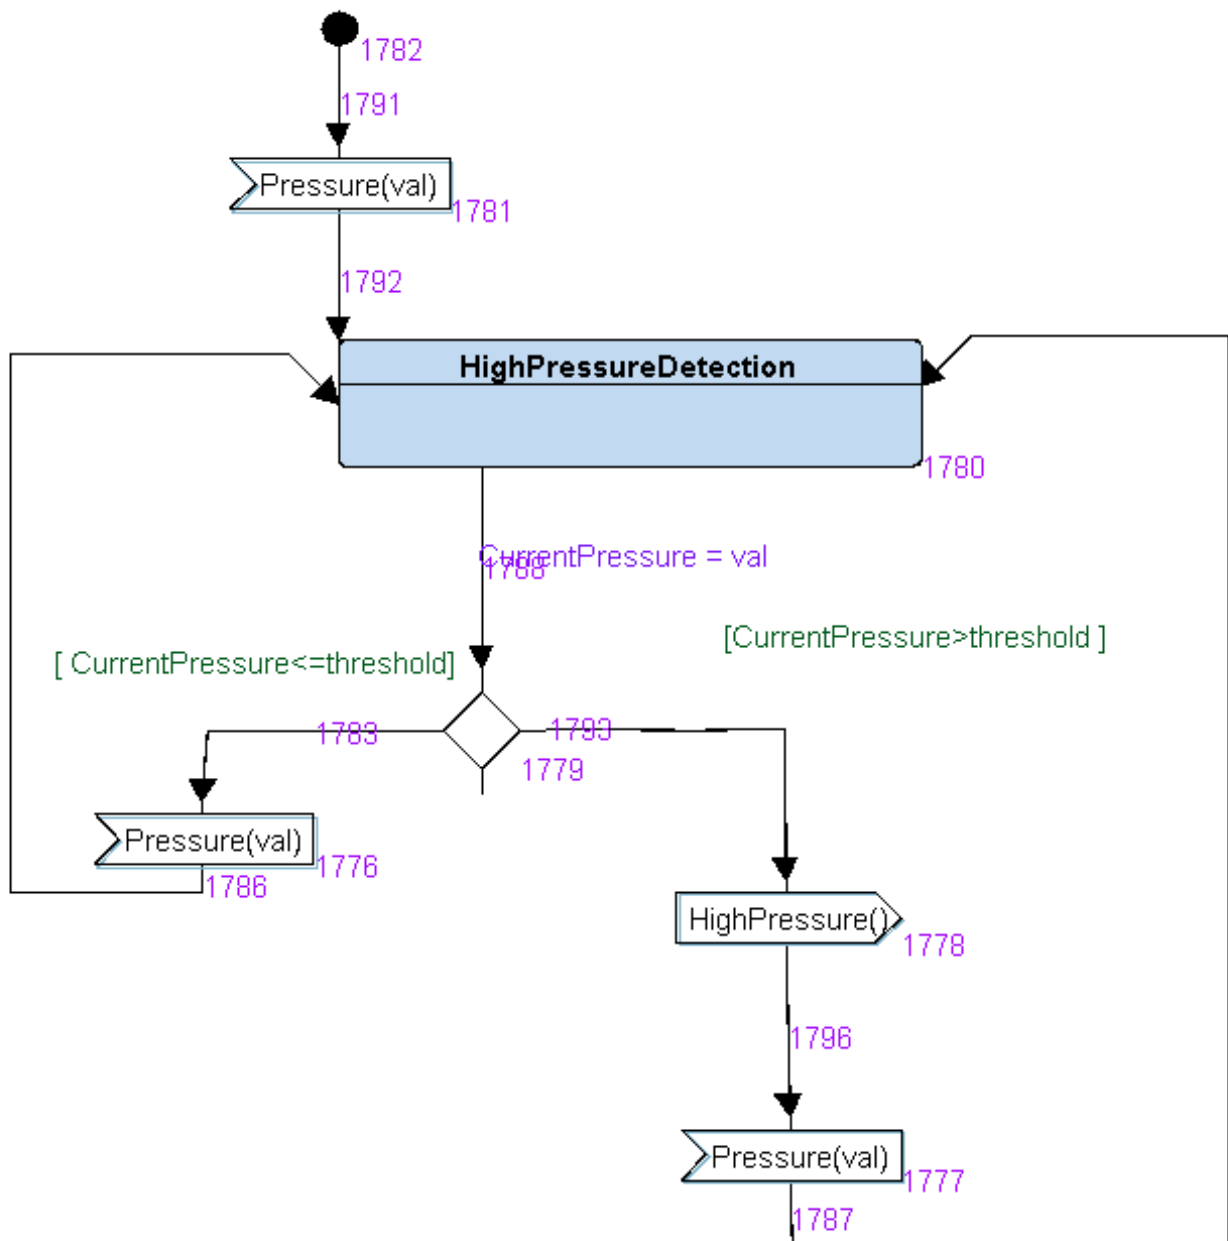 1782
1791
Pressure(val)
1781
1792
HighPressureDetection
1780
CurrentPressure = val
1788
[CurrentPressure>threshold ]
[ CurrentPressure<=threshold]
1783
1793
1779
Pressure(val)
1776
1786
HighPressure()
1778
1796
Pressure(val)
1777
1787